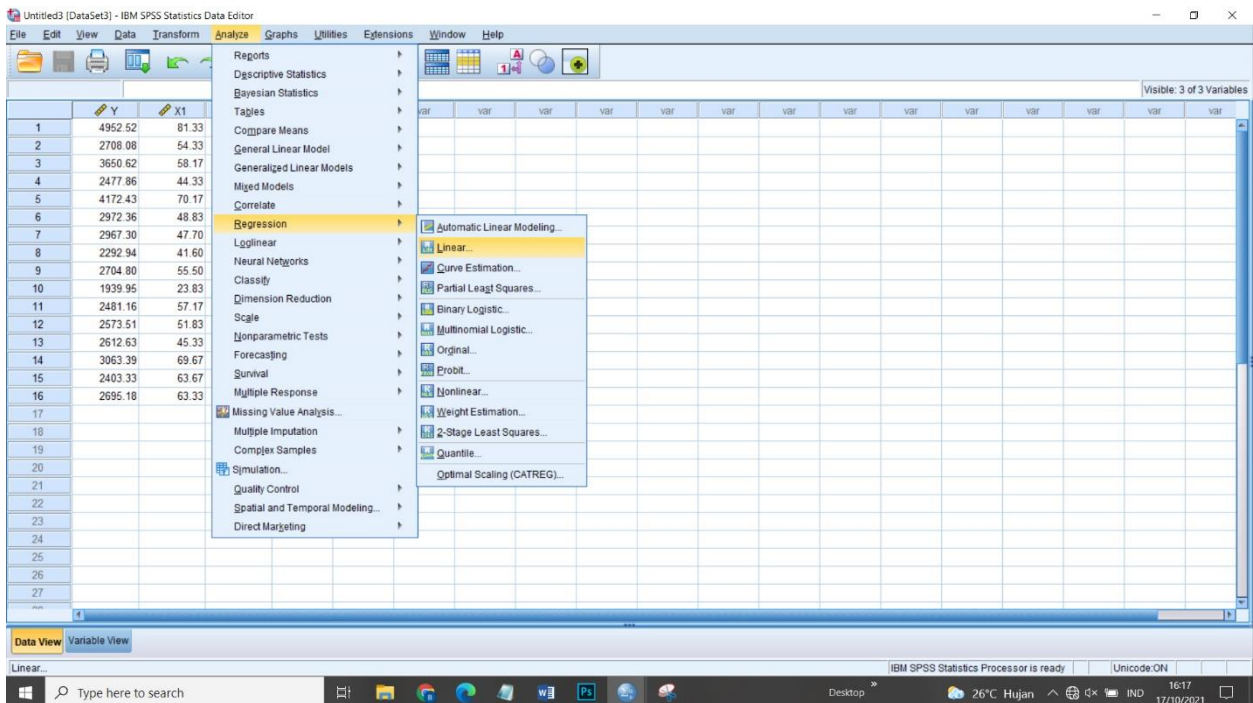 Untitled3 [DataSet3] - IBM SPSS Statistics Data Editor
File Edit View Data Transform Analyze Graphs Utilities Extensions Window Help
Visible: 3 of 3 Variables
Y X1 var var var var var var var var var var var var var
1 4952.52 81.33
2 2708.08 54.33
3 3650.62 58.17
4 2477.86 44.33
5 4172.43 70.17
6 2972.36 48.83
7 2967.30 47.70
8 2292.94 41.60
9 2704.80 55.50
10 1939.95 23.83
11 2481.16 57.17
12 2573.51 51.83
13 2612.63 45.33
14 3063.39 69.67
15 2403.33 63.67
16 2695.18 63.33
17
18
19
20
21
22
23
24
25
26
27
Reports
Descriptive Statistics
Bayesian Statistics
Tables
Compare Means
General Linear Model
Generalized Linear Models
Mixed Models
Correlate
Regression
Loglinear
Neural Networks
Classify
Dimension Reduction
Scale
Nonparametric Tests
Forecasting
Survival
Multiple Response
Missing Value Analysis...
Multiple Imputation
Complex Samples
Simulation...
Quality Control
Spatial and Temporal Modeling...
Direct Marketing
Automatic Linear Modeling...
Linear...
Curve Estimation...
Partial Least Squares...
Binary Logistic...
Multinomial Logistic...
Ordinal...
Probit...
Nonlinear...
Weight Estimation...
2-Stage Least Squares...
Quantile...
Optimal Scaling (CATREG)...
Data View Variable View
Linear... IBM SPSS Statistics Processor is ready Unicode:ON
Type here to search Desktop 26°C Hujan IND 16:17
17/10/2021